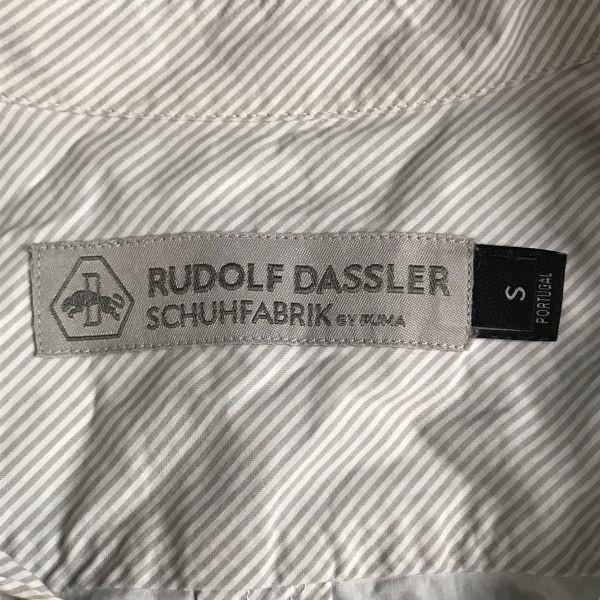 D
RUDOLF DASSLER
SCHUHFABRIK BY PUMA
S
PORTUGAL